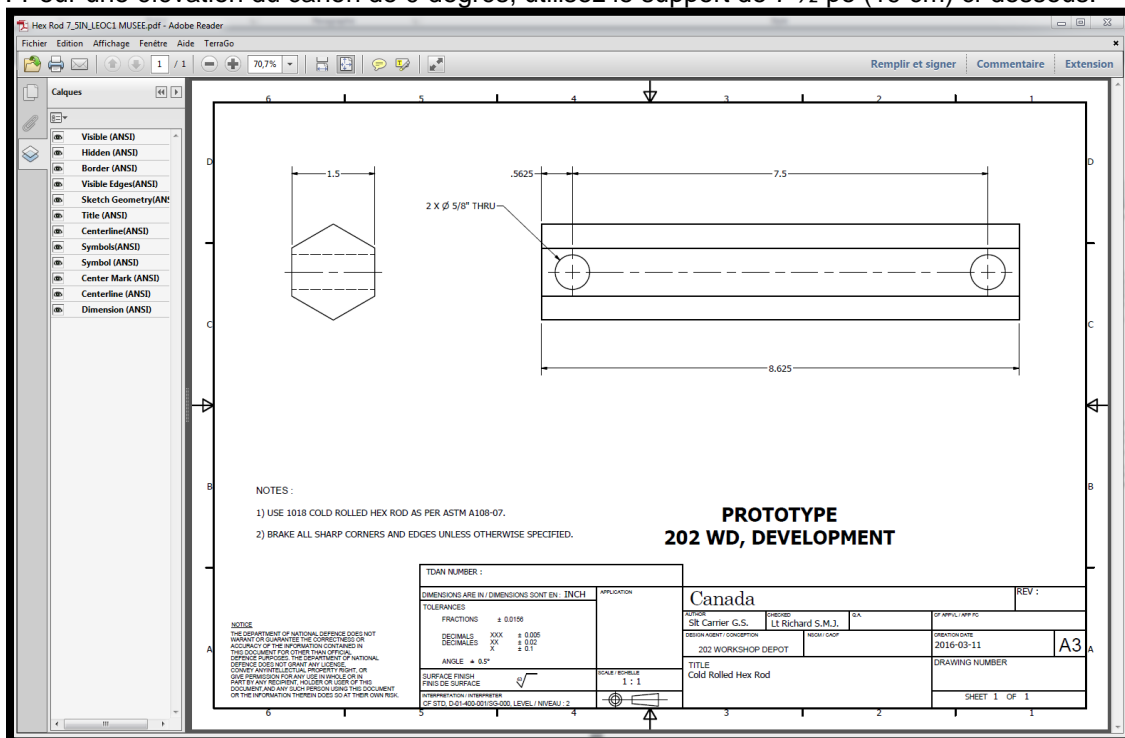 : Pour une élévation du canon de 0 degrés, utilisez le support de 7 ½ po (19 cm) ci-dessous.
Hex Rod 7_5IN_LEOC1 MUSEE.pdf - Adobe Reader
Fichier Edition Affichage Fenêtre Aide TerraGo
1 / 1 70,7% Remplir et signer Commentaire Extension
Calques
Visible (ANSI)
Hidden (ANSI)
Border (ANSI)
Visible Edges(ANSI)
Sketch Geometry(ANS
Title (ANSI)
Centerline(ANSI)
Symbols(ANSI)
Symbol (ANSI)
Center Mark (ANSI)
Centerline (ANSI)
Dimension (ANSI)
6 5 4 3 2 1
D D
1.5 .5625 7.5
2 X Ø 5/8" THRU
C C
8.625
B B
NOTES :
1) USE 1018 COLD ROLLED HEX ROD AS PER ASTM A108-07.
2) BRAKE ALL SHARP CORNERS AND EDGES UNLESS OTHERWISE SPECIFIED.
PROTOTYPE
202 WD, DEVELOPMENT
TDAN NUMBER :
DIMENSIONS ARE IN / DIMENSIONS SONT EN : INCH
APPLICATION
TOLERANCES
FRACTIONS ± 0.0156
DECIMALS XXX ± 0.005
DECIMALES XX ± 0.02
X ± 0.1
ANGLE ± 0.5°
SURFACE FINISH
FINIS DE SURFACE
SCALE / ECHELLE
1 : 1
INTERPRETATION / INTERPRETER
CF STD, D-01-400-001/SG-000, LEVEL / NIVEAU : 2
Canada
REV :
AUTHOR
Slt Carrier G.S.
CHECKED
Lt Richard S.M.J.
Q.A.
CF APPVL / APP FC
DESIGN AGENT / CONCEPTION
202 WORKSHOP DEPOT
NSCM / CAOF
CREATION DATE
2016-03-11
A3
TITLE
Cold Rolled Hex Rod
DRAWING NUMBER
SHEET 1 OF 1
A A
NOTICE
THE DEPARTMENT OF NATIONAL DEFENCE DOES NOT
WARANT OR GUARANTEE THE CORRECTNESS OR
ACCURACY OF THE INFORMATION CONTAINED IN
THIS DOCUMENT FOR OTHER THAN OFFICIAL
DEFENCE PURPOSES. THE DEPARTMENT OF NATIONAL
DEFENCE DOES NOT GRANT ANY LICENSE,
CONVEY ANYINTELLECTUAL PROPERTY RIGHT, OR
GIVE PERMISSION FOR ANY USE IN WHOLE OR IN
PART BY ANY RECIPIENT, HOLDER OR USER OF THIS
DOCUMENT,AND ANY SUCH PERSON USING THIS DOCUMENT
OR THE INFORMATION THEREIN DOES SO AT THEIR OWN RISK.
6 5 4 3 2 1